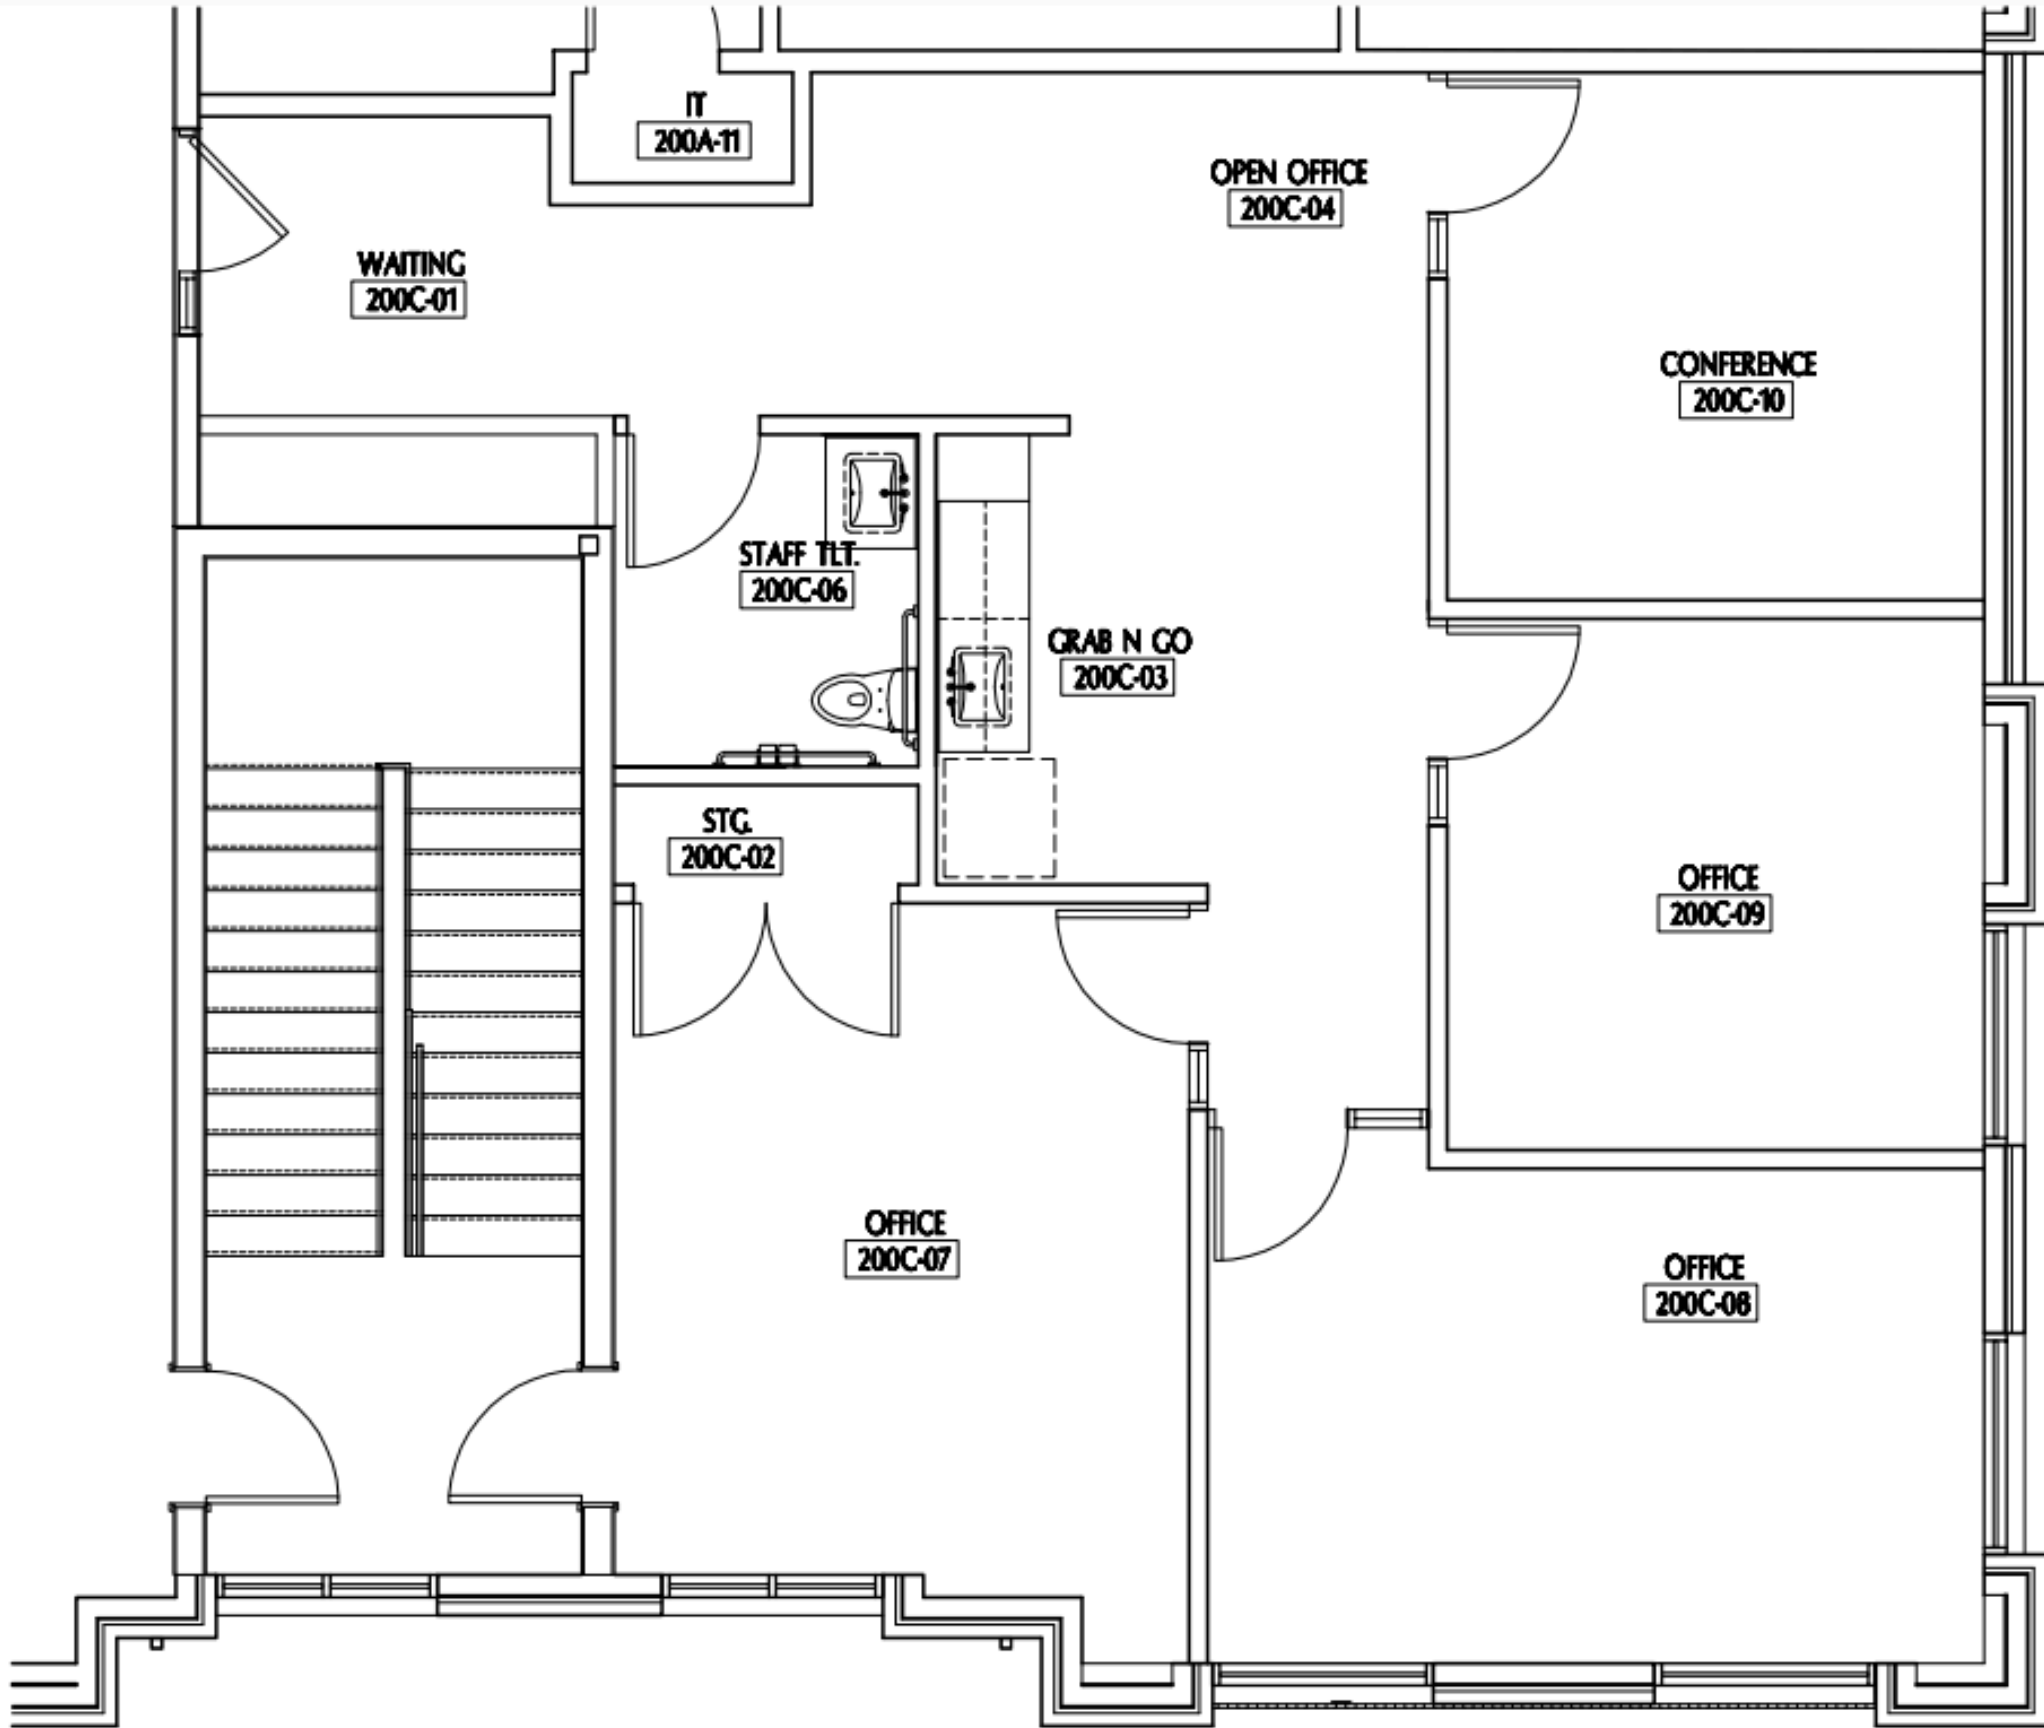 IT
200A-11
OPEN OFFICE
200C-04
WAITING
200C-01
CONFERENCE
200C-10
STAFF TLT.
200C-06
GRAB N GO
200C-03
STG.
200C-02
OFFICE
200C-09
OFFICE
200C-07
OFFICE
200C-08